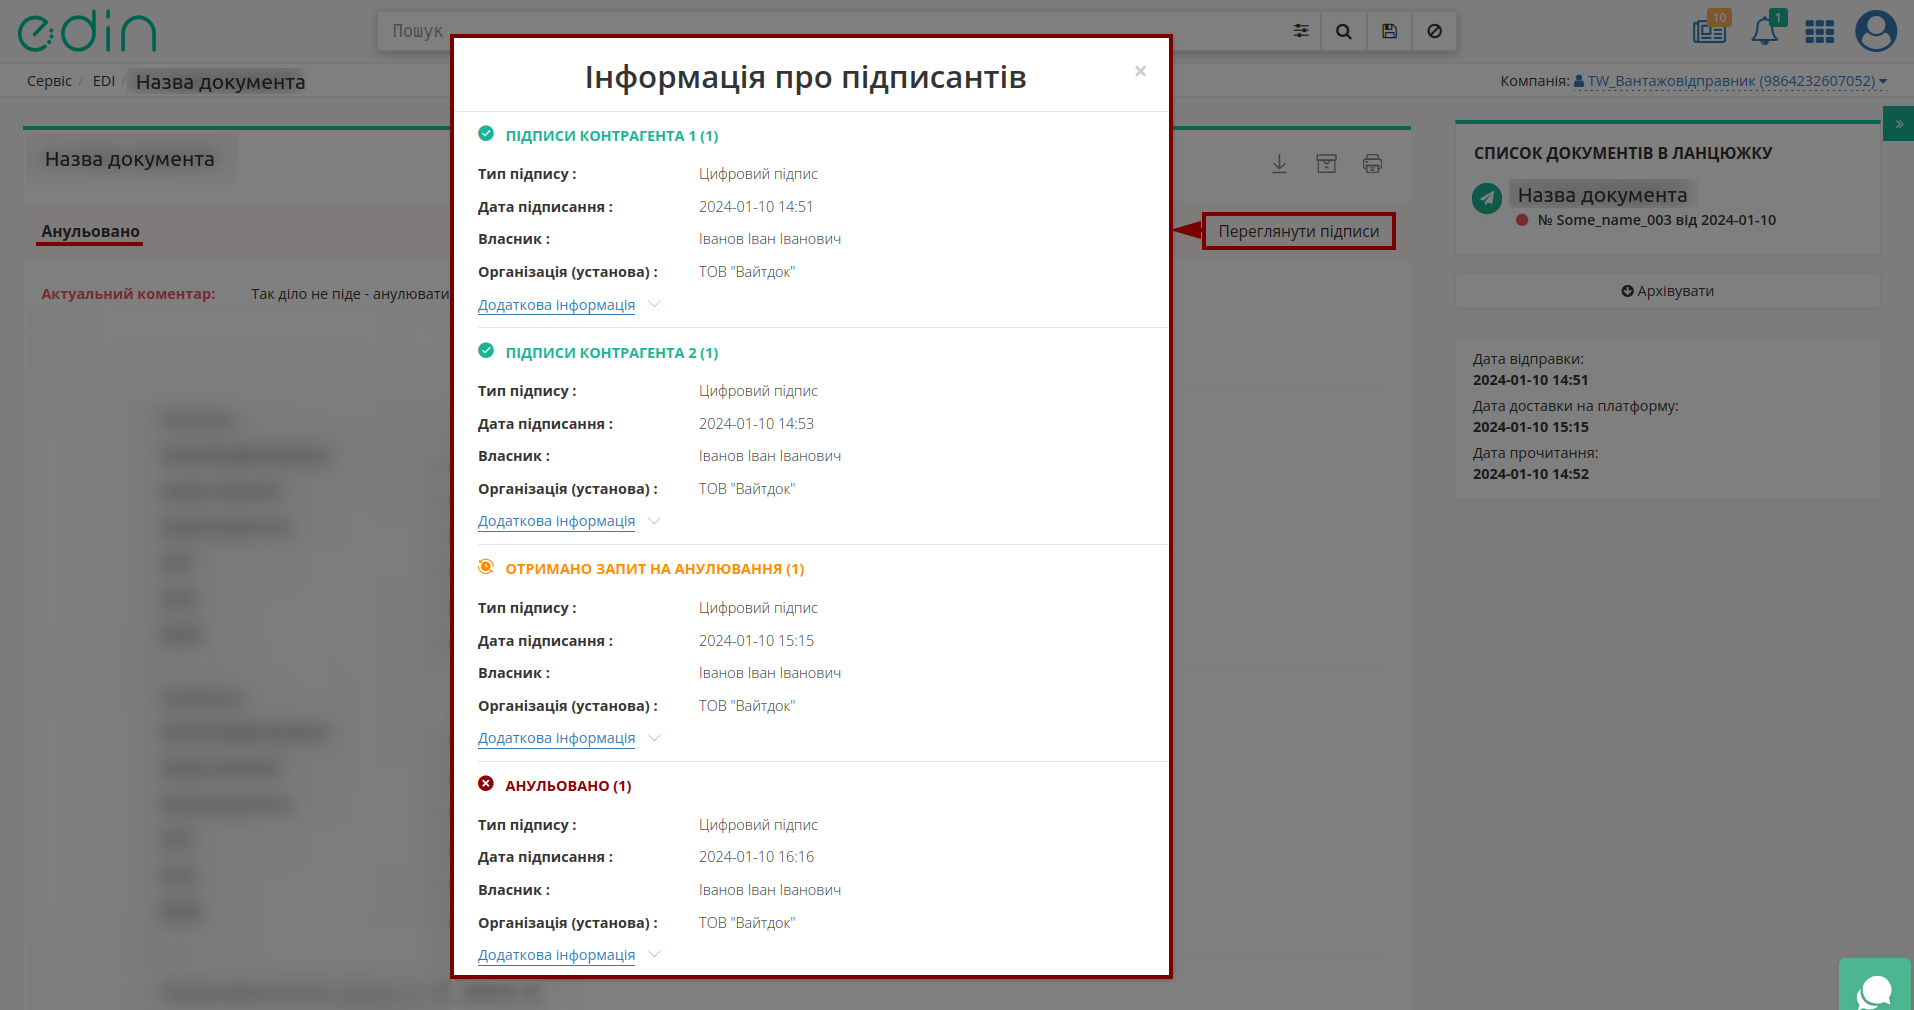 edin
Пошук
10
1
Сервіс / EDI / Назва документа
Компанія: TW_Вантажовідправник (9864232607052)
Назва документа
Анульовано
Переглянути підписи
Актуальний коментар: Так діло не піде - анулювати
Інформація про підписантів
×
ПІДПИСИ КОНТРАГЕНТА 1 (1)
Тип підпису : Цифровий підпис
Дата підписання : 2024-01-10 14:51
Власник : Іванов Іван Іванович
Організація (установа) : ТОВ "Вайтдок"
Додаткова інформація
ПІДПИСИ КОНТРАГЕНТА 2 (1)
Тип підпису : Цифровий підпис
Дата підписання : 2024-01-10 14:53
Власник : Іванов Іван Іванович
Організація (установа) : ТОВ "Вайтдок"
Додаткова інформація
ОТРИМАНО ЗАПИТ НА АНУЛЮВАННЯ (1)
Тип підпису : Цифровий підпис
Дата підписання : 2024-01-10 15:15
Власник : Іванов Іван Іванович
Організація (установа) : ТОВ "Вайтдок"
Додаткова інформація
АНУЛЬОВАНО (1)
Тип підпису : Цифровий підпис
Дата підписання : 2024-01-10 16:16
Власник : Іванов Іван Іванович
Організація (установа) : ТОВ "Вайтдок"
Додаткова інформація
»
СПИСОК ДОКУМЕНТІВ В ЛАНЦЮЖКУ
Назва документа
№ Some_name_003 від 2024-01-10
Архівувати
Дата відправки:
2024-01-10 14:51
Дата доставки на платформу:
2024-01-10 15:15
Дата прочитання:
2024-01-10 14:52